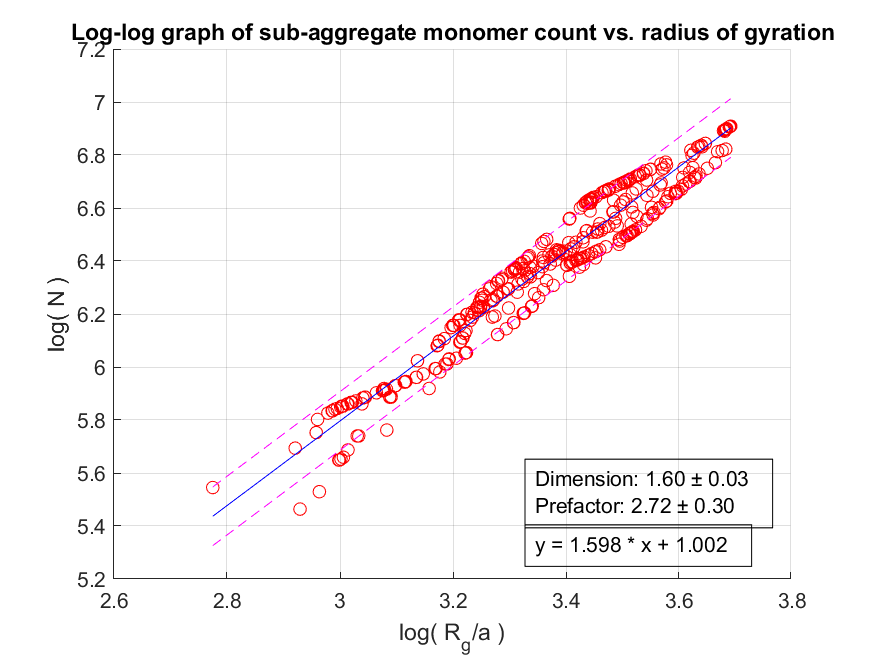 Log-log graph of sub-aggregate monomer count vs. radius of gyration
7.2
7
6.8
6.6
6.4
6.2
6
5.8
5.6
5.4
5.2
log( N )
Dimension: 1.60 ± 0.03
Prefactor: 2.72 ± 0.30
y = 1.598 * x + 1.002
2.6 2.8 3 3.2 3.4 3.6 3.8
log( R_g/a )